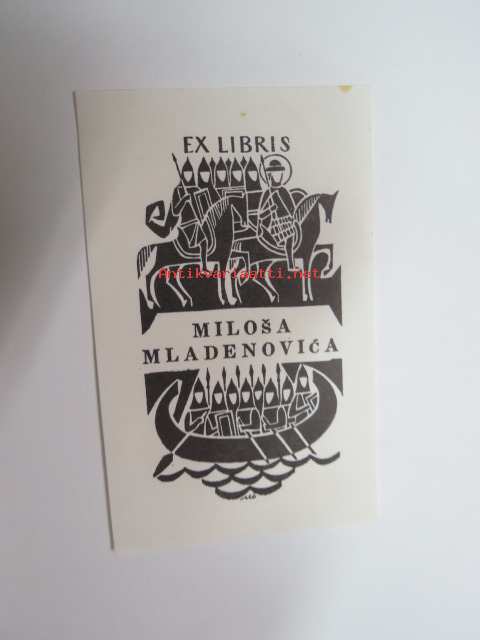 EX LIBRIS
Antikvariaatti.net
MILOŠA
MLADENOVIĆA